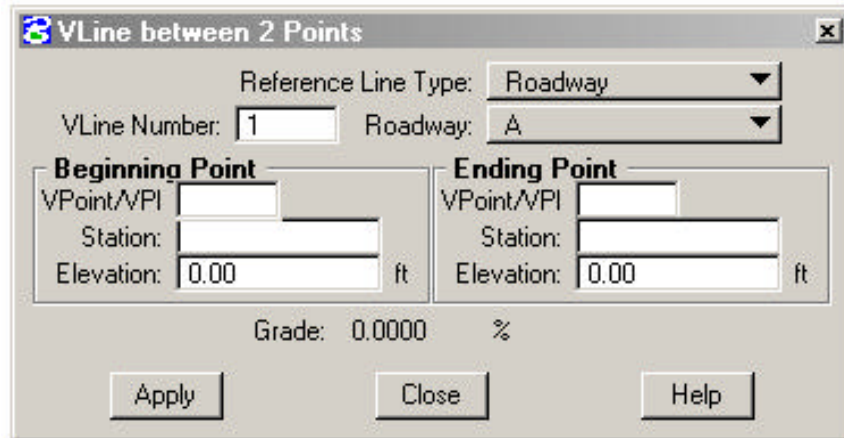 VLine between 2 Points
Reference Line Type: Roadway
VLine Number: 1 Roadway: A
Beginning Point
VPoint/VPI
Station:
Elevation: 0.00 ft
Ending Point
VPoint/VPI
Station:
Elevation: 0.00 ft
Grade: 0.0000 %
Apply Close Help